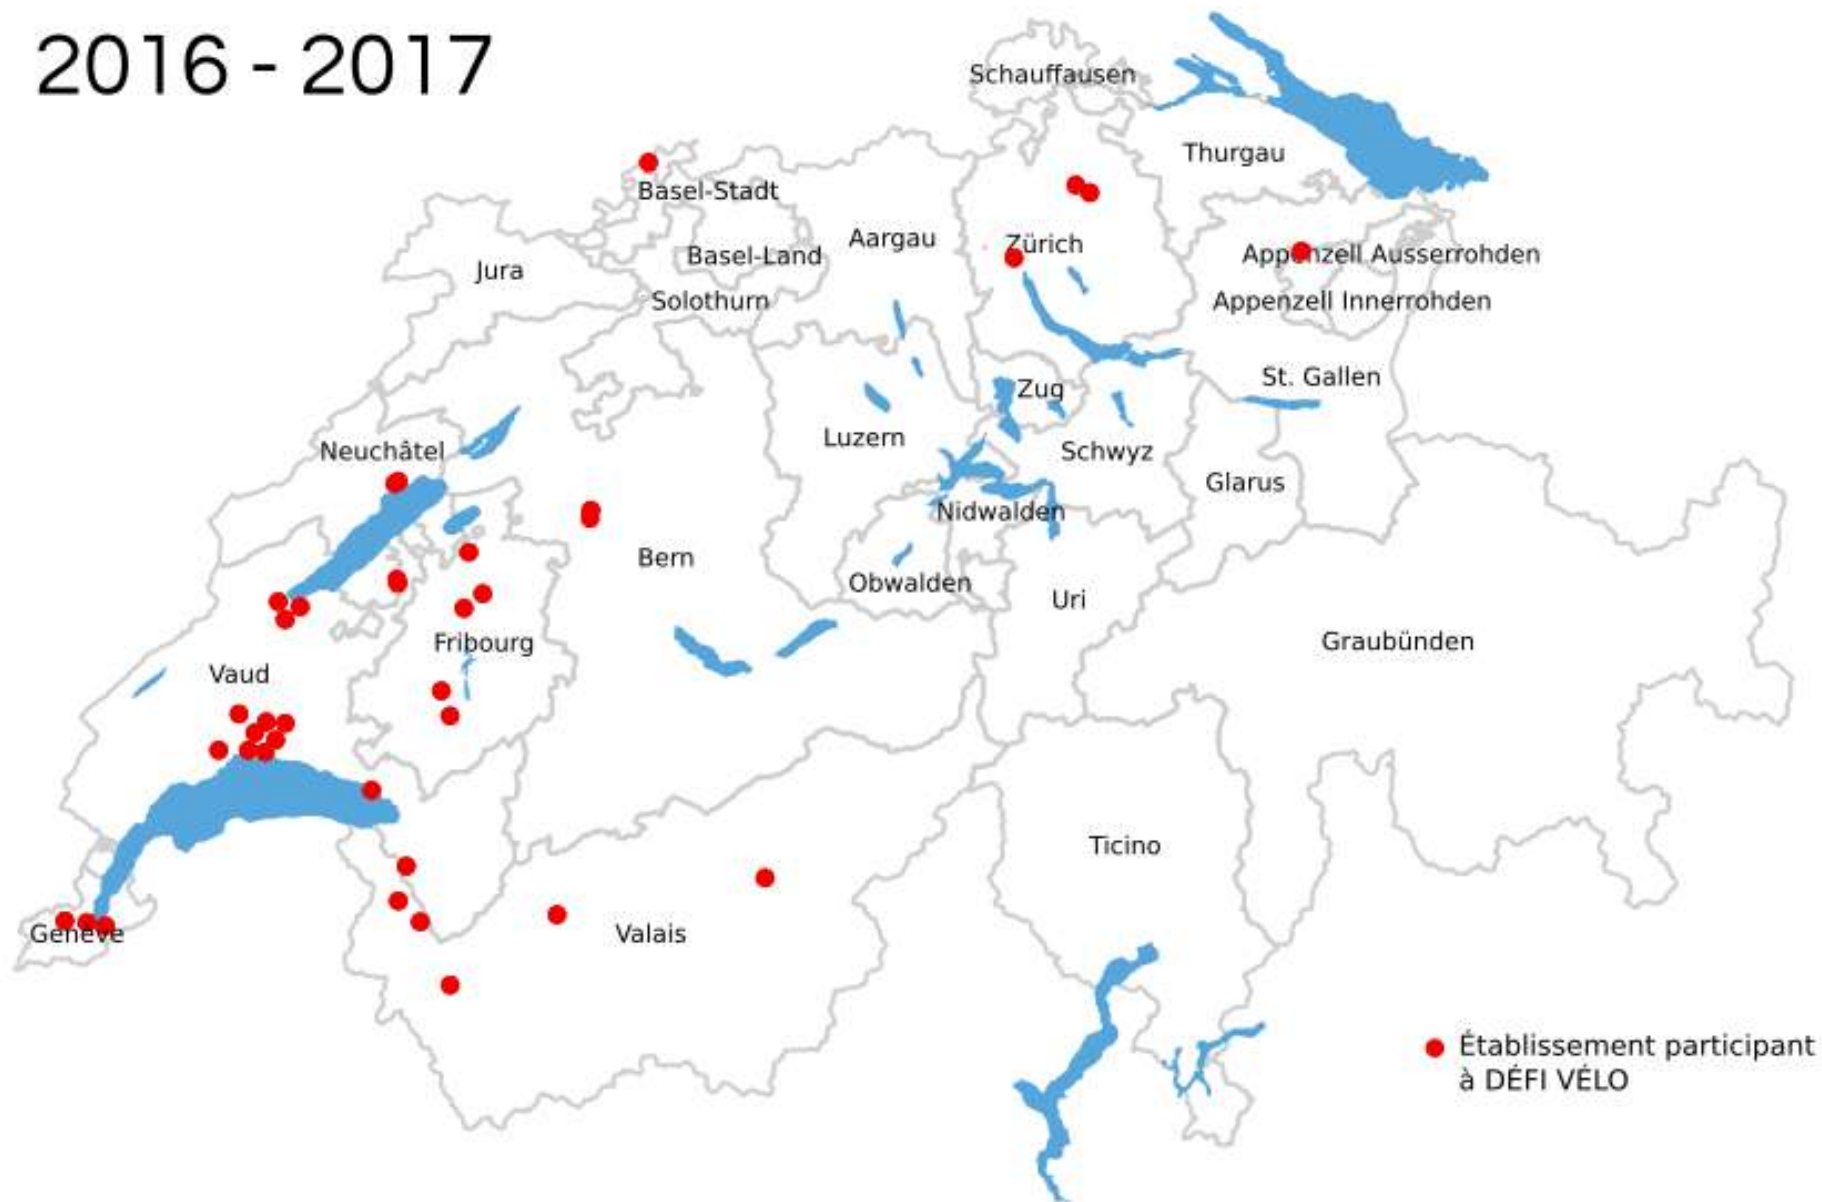 2016 - 2017
Schauffausen
Thurgau
Basel-Stadt
Aargau
Zürich
Basel-Land
Appenzell Ausserrohden
Jura
Solothurn
Appenzell Innerrohden
St. Gallen
Zug
Luzern
Neuchâtel
Schwyz
Glarus
Nidwalden
Bern
Obwalden
Uri
Fribourg
Graubünden
Vaud
Ticino
Genève
Valais
Établissement participant
à DÉFI VÉLO